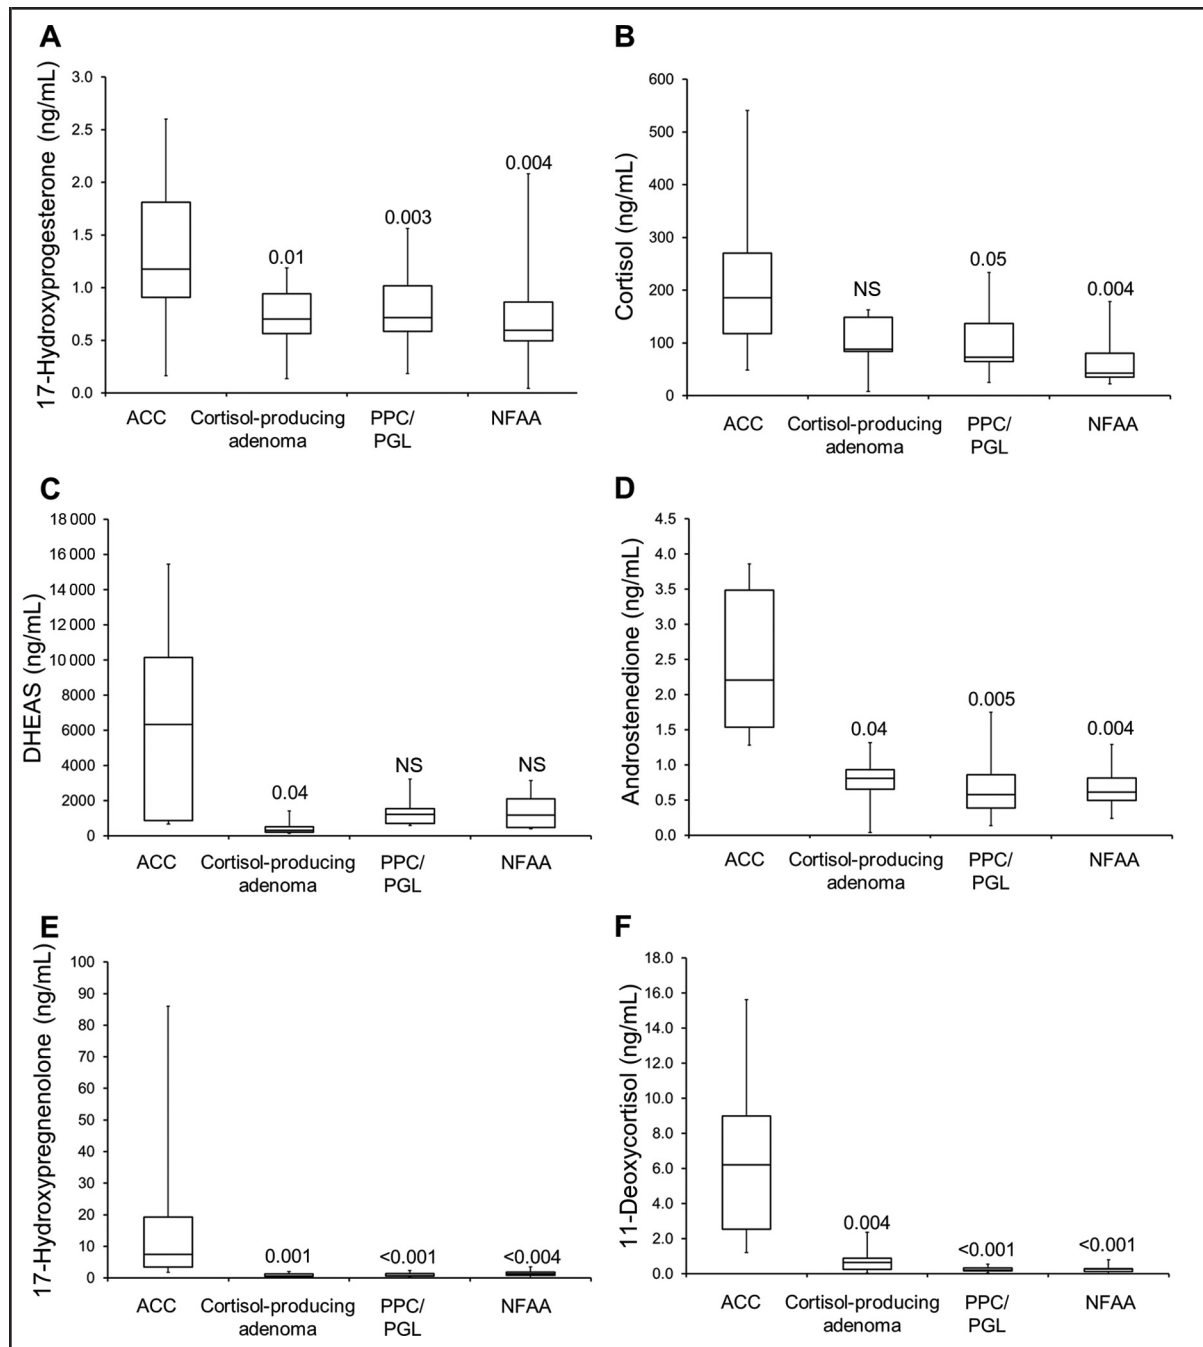 A
17-Hydroxyprogesterone (ng/mL)
3.0
2.5
2.0
1.5
1.0
0.5
0.0
0.01
0.003
0.004
ACC
Cortisol-producing
adenoma
PPC/
PGL
NFAA
B
Cortisol (ng/mL)
600
500
400
300
200
100
0
NS
0.05
0.004
ACC
Cortisol-producing
adenoma
PPC/
PGL
NFAA
C
DHEAS (ng/mL)
18 000
16 000
14 000
12 000
10 000
8000
6000
4000
2000
0
0.04
NS
NS
ACC
Cortisol-producing
adenoma
PPC/
PGL
NFAA
D
Androstenedione (ng/mL)
4.5
4.0
3.5
3.0
2.5
2.0
1.5
1.0
0.5
0.0
0.04
0.005
0.004
ACC
Cortisol-producing
adenoma
PPC/
PGL
NFAA
E
17-Hydroxypregnenolone (ng/mL)
100
90
80
70
60
50
40
30
20
10
0
0.001
<0.001
<0.004
ACC
Cortisol-producing
adenoma
PPC/
PGL
NFAA
F
11-Deoxycortisol (ng/mL)
18.0
16.0
14.0
12.0
10.0
8.0
6.0
4.0
2.0
0.0
0.004
<0.001
<0.001
ACC
Cortisol-producing
adenoma
PPC/
PGL
NFAA